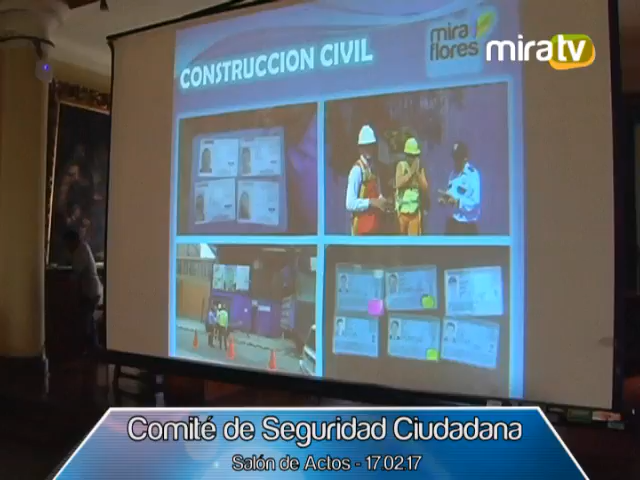 CONSTRUCCION CIVIL
mira
flores
miratv
Comité de Seguridad Ciudadana
Salón de Actos - 17.02.17